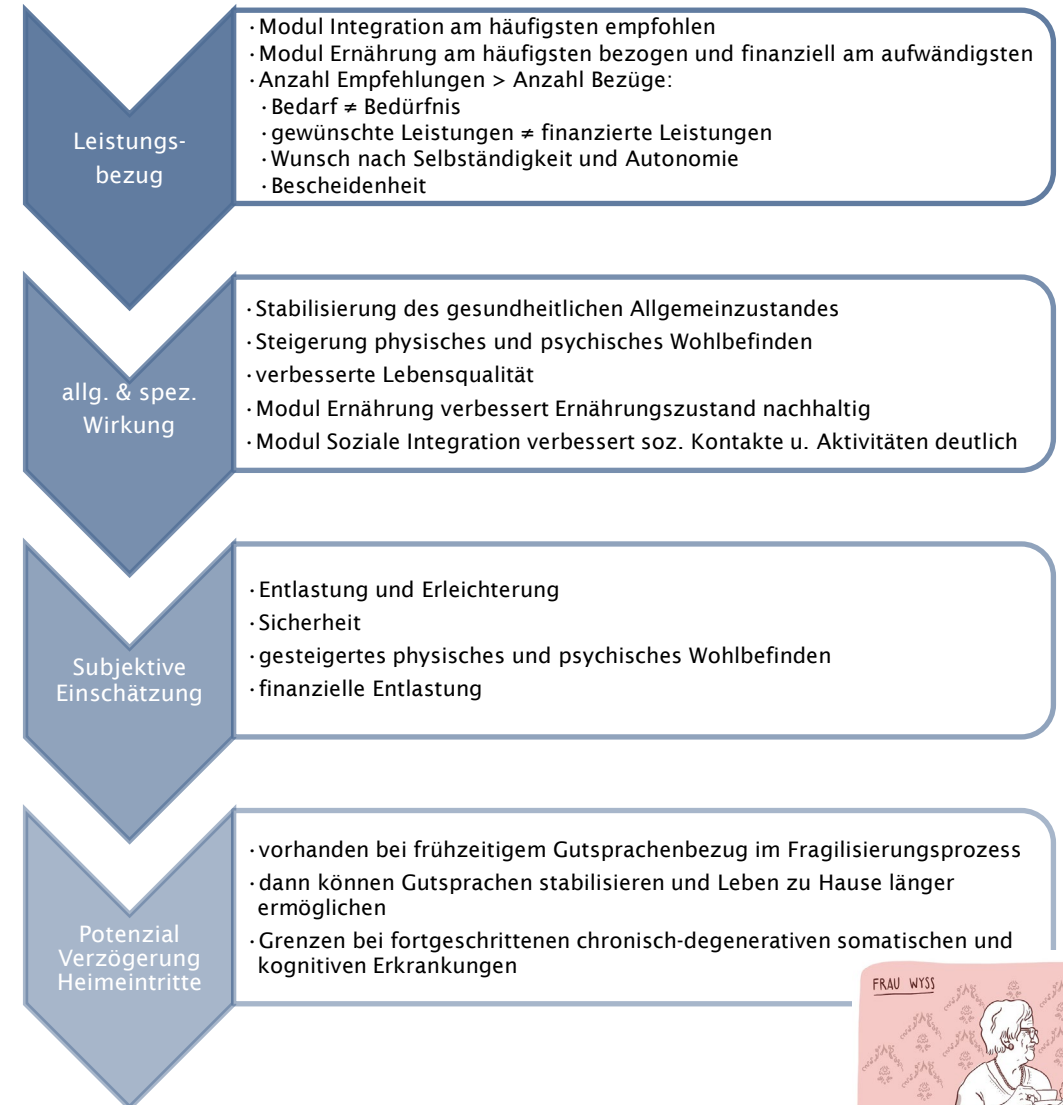 Leistungs-
bezug
·Modul Integration am häufigsten empfohlen
·Modul Ernährung am häufigsten bezogen und finanziell am aufwändigsten
·Anzahl Empfehlungen > Anzahl Bezüge:
·Bedarf ≠ Bedürfnis
·gewünschte Leistungen ≠ finanzierte Leistungen
·Wunsch nach Selbständigkeit und Autonomie
·Bescheidenheit
allg. & spez.
Wirkung
·Stabilisierung des gesundheitlichen Allgemeinzustandes
·Steigerung physisches und psychisches Wohlbefinden
·verbesserte Lebensqualität
·Modul Ernährung verbessert Ernährungszustand nachhaltig
·Modul Soziale Integration verbessert soz. Kontakte u. Aktivitäten deutlich
Subjektive
Einschätzung
·Entlastung und Erleichterung
·Sicherheit
·gesteigertes physisches und psychisches Wohlbefinden
·finanzielle Entlastung
Potenzial
Verzögerung
Heimeintritte
·vorhanden bei frühzeitigem Gutsprachenbezug im Fragilisierungsprozess
·dann können Gutsprachen stabilisieren und Leben zu Hause länger
ermöglichen
·Grenzen bei fortgeschrittenen chronisch-degenerativen somatischen und
kognitiven Erkrankungen
FRAU WYSS